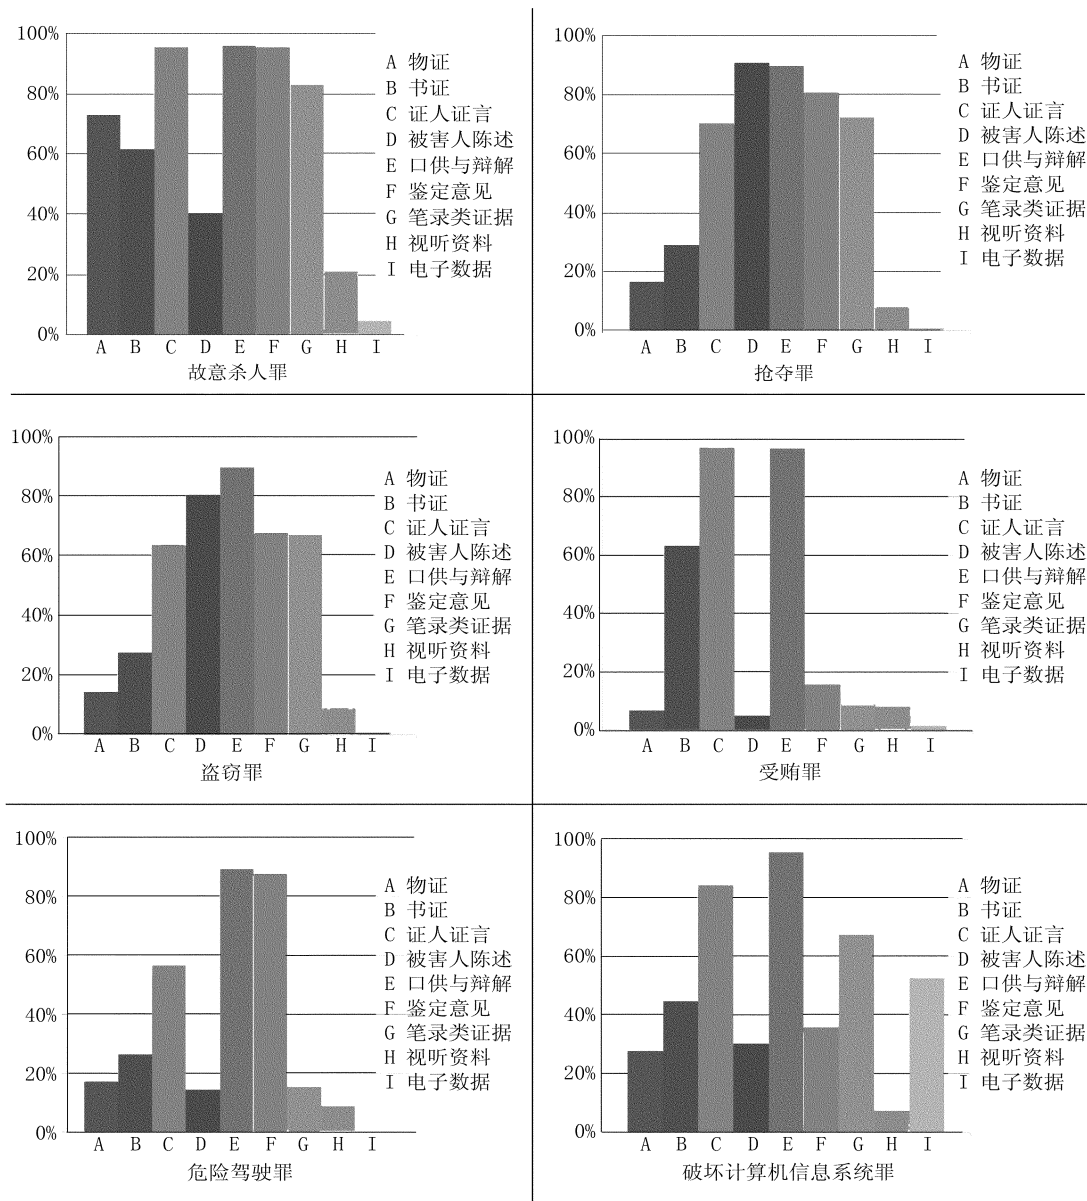 100%
80%
60%
40%
20%
0%
A B C D E F G H I
A 物证
B 书证
C 证人证言
D 被害人陈述
E 口供与辩解
F 鉴定意见
G 笔录类证据
H 视听资料
I 电子数据
故意杀人罪
100%
80%
60%
40%
20%
0%
A B C D E F G H I
A 物证
B 书证
C 证人证言
D 被害人陈述
E 口供与辩解
F 鉴定意见
G 笔录类证据
H 视听资料
I 电子数据
抢夺罪
100%
80%
60%
40%
20%
0%
A B C D E F G H I
A 物证
B 书证
C 证人证言
D 被害人陈述
E 口供与辩解
F 鉴定意见
G 笔录类证据
H 视听资料
I 电子数据
盗窃罪
100%
80%
60%
40%
20%
0%
A B C D E F G H I
A 物证
B 书证
C 证人证言
D 被害人陈述
E 口供与辩解
F 鉴定意见
G 笔录类证据
H 视听资料
I 电子数据
受贿罪
100%
80%
60%
40%
20%
0%
A B C D E F G H I
A 物证
B 书证
C 证人证言
D 被害人陈述
E 口供与辩解
F 鉴定意见
G 笔录类证据
H 视听资料
I 电子数据
危险驾驶罪
100%
80%
60%
40%
20%
0%
A B C D E F G H I
A 物证
B 书证
C 证人证言
D 被害人陈述
E 口供与辩解
F 鉴定意见
G 笔录类证据
H 视听资料
I 电子数据
破坏计算机信息系统罪